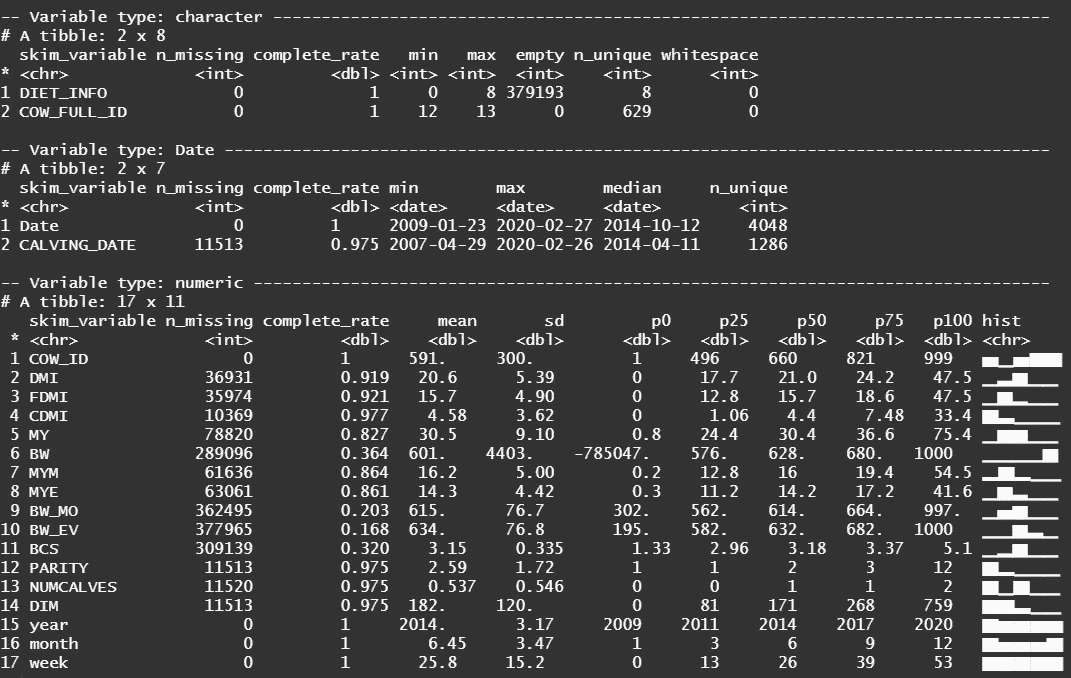 -- Variable type: character ------------------------------------------------------------------------------
# A tibble: 2 x 8
  skim_variable n_missing complete_rate   min   max  empty n_unique whitespace
* <chr>             <int>         <dbl> <int> <int>  <int>    <int>      <int>
1 DIET_INFO             0             1     0     8 379193        8          0
2 COW_FULL_ID           0             1    12    13      0      629          0
-- Variable type: Date -----------------------------------------------------------------------------------
# A tibble: 2 x 7
  skim_variable n_missing complete_rate min        max        median     n_unique
* <chr>             <int>         <dbl> <date>     <date>     <date>        <int>
1 Date                  0         1     2009-01-23 2020-02-27 2014-10-12     4048
2 CALVING_DATE      11513         0.975 2007-04-29 2020-02-26 2014-04-11     1286
-- Variable type: numeric --------------------------------------------------------------------------------
# A tibble: 17 x 11
   skim_variable n_missing complete_rate     mean       sd         p0    p25     p50     p75   p100 hist
 * <chr>             <int>         <dbl>    <dbl>    <dbl>      <dbl>  <dbl>   <dbl>   <dbl>  <dbl> <chr>
 1 COW_ID                0         1      591.     300.           1     496     660     821     999
 2 DMI               36931         0.919   20.6      5.39         0      17.7    21.0    24.2    47.5
 3 FDMI              35974         0.921   15.7      4.90         0      12.8    15.7    18.6    47.5
 4 CDMI              10369         0.977    4.58     3.62         0       1.06    4.4     7.48   33.4
 5 MY                78820         0.827   30.5      9.10         0.8    24.4    30.4    36.6    75.4
 6 BW               289096         0.364  601.    4403.     -785047.    576.    628.    680.   1000
 7 MYM               61636         0.864   16.2      5.00         0.2    12.8    16      19.4    54.5
 8 MYE               63061         0.861   14.3      4.42         0.3    11.2    14.2    17.2    41.6
 9 BW_MO            362495         0.203  615.      76.7        302.    562.    614.    664.    997.
10 BW_EV            377965         0.168  634.      76.8        195.    582.    632.    682.   1000
11 BCS              309139         0.320    3.15     0.335        1.33    2.96    3.18    3.37    5.1
12 PARITY            11513         0.975    2.59     1.72         1       1       2       3      12
13 NUMCALVES         11520         0.975    0.537    0.546        0       0       1       1       2
14 DIM               11513         0.975  182.     120.           0      81     171     268     759
15 year                  0         1     2014.       3.17      2009    2011    2014    2017    2020
16 month                 0         1        6.45     3.47         1       3       6       9      12
17 week                  0         1       25.8     15.2          0      13      26      39      53